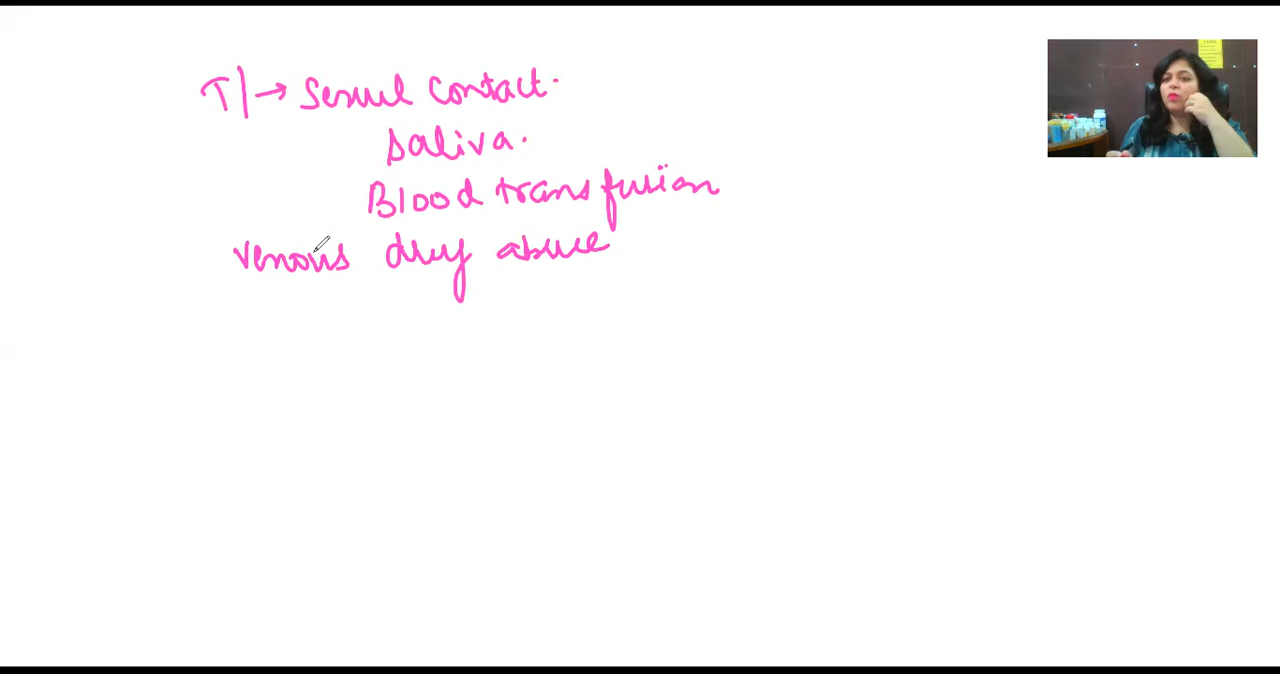 T/ → Sexual contact.
saliva.
Blood transfusion
venous drug abuse